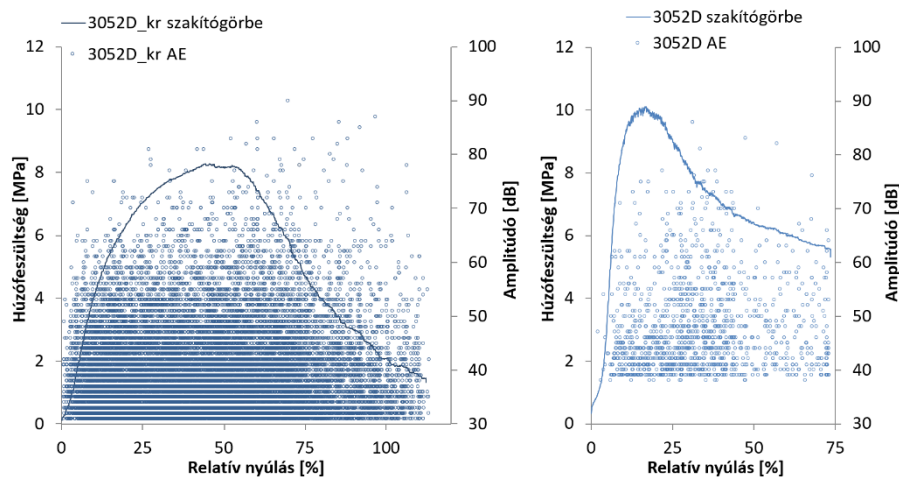 3052D_kr szakítógörbe
3052D_kr AE
12
10
8
6
4
2
0
Húzófeszültség [MPa]
100
90
80
70
60
50
40
30
Amplitúdó [dB]
0 25 50 75 100
Relatív nyúlás [%]
3052D szakítógörbe
3052D AE
12
10
8
6
4
2
0
Húzófeszültség [MPa]
100
90
80
70
60
50
40
30
Amplitúdó [dB]
0 25 50 75
Relatív nyúlás [%]